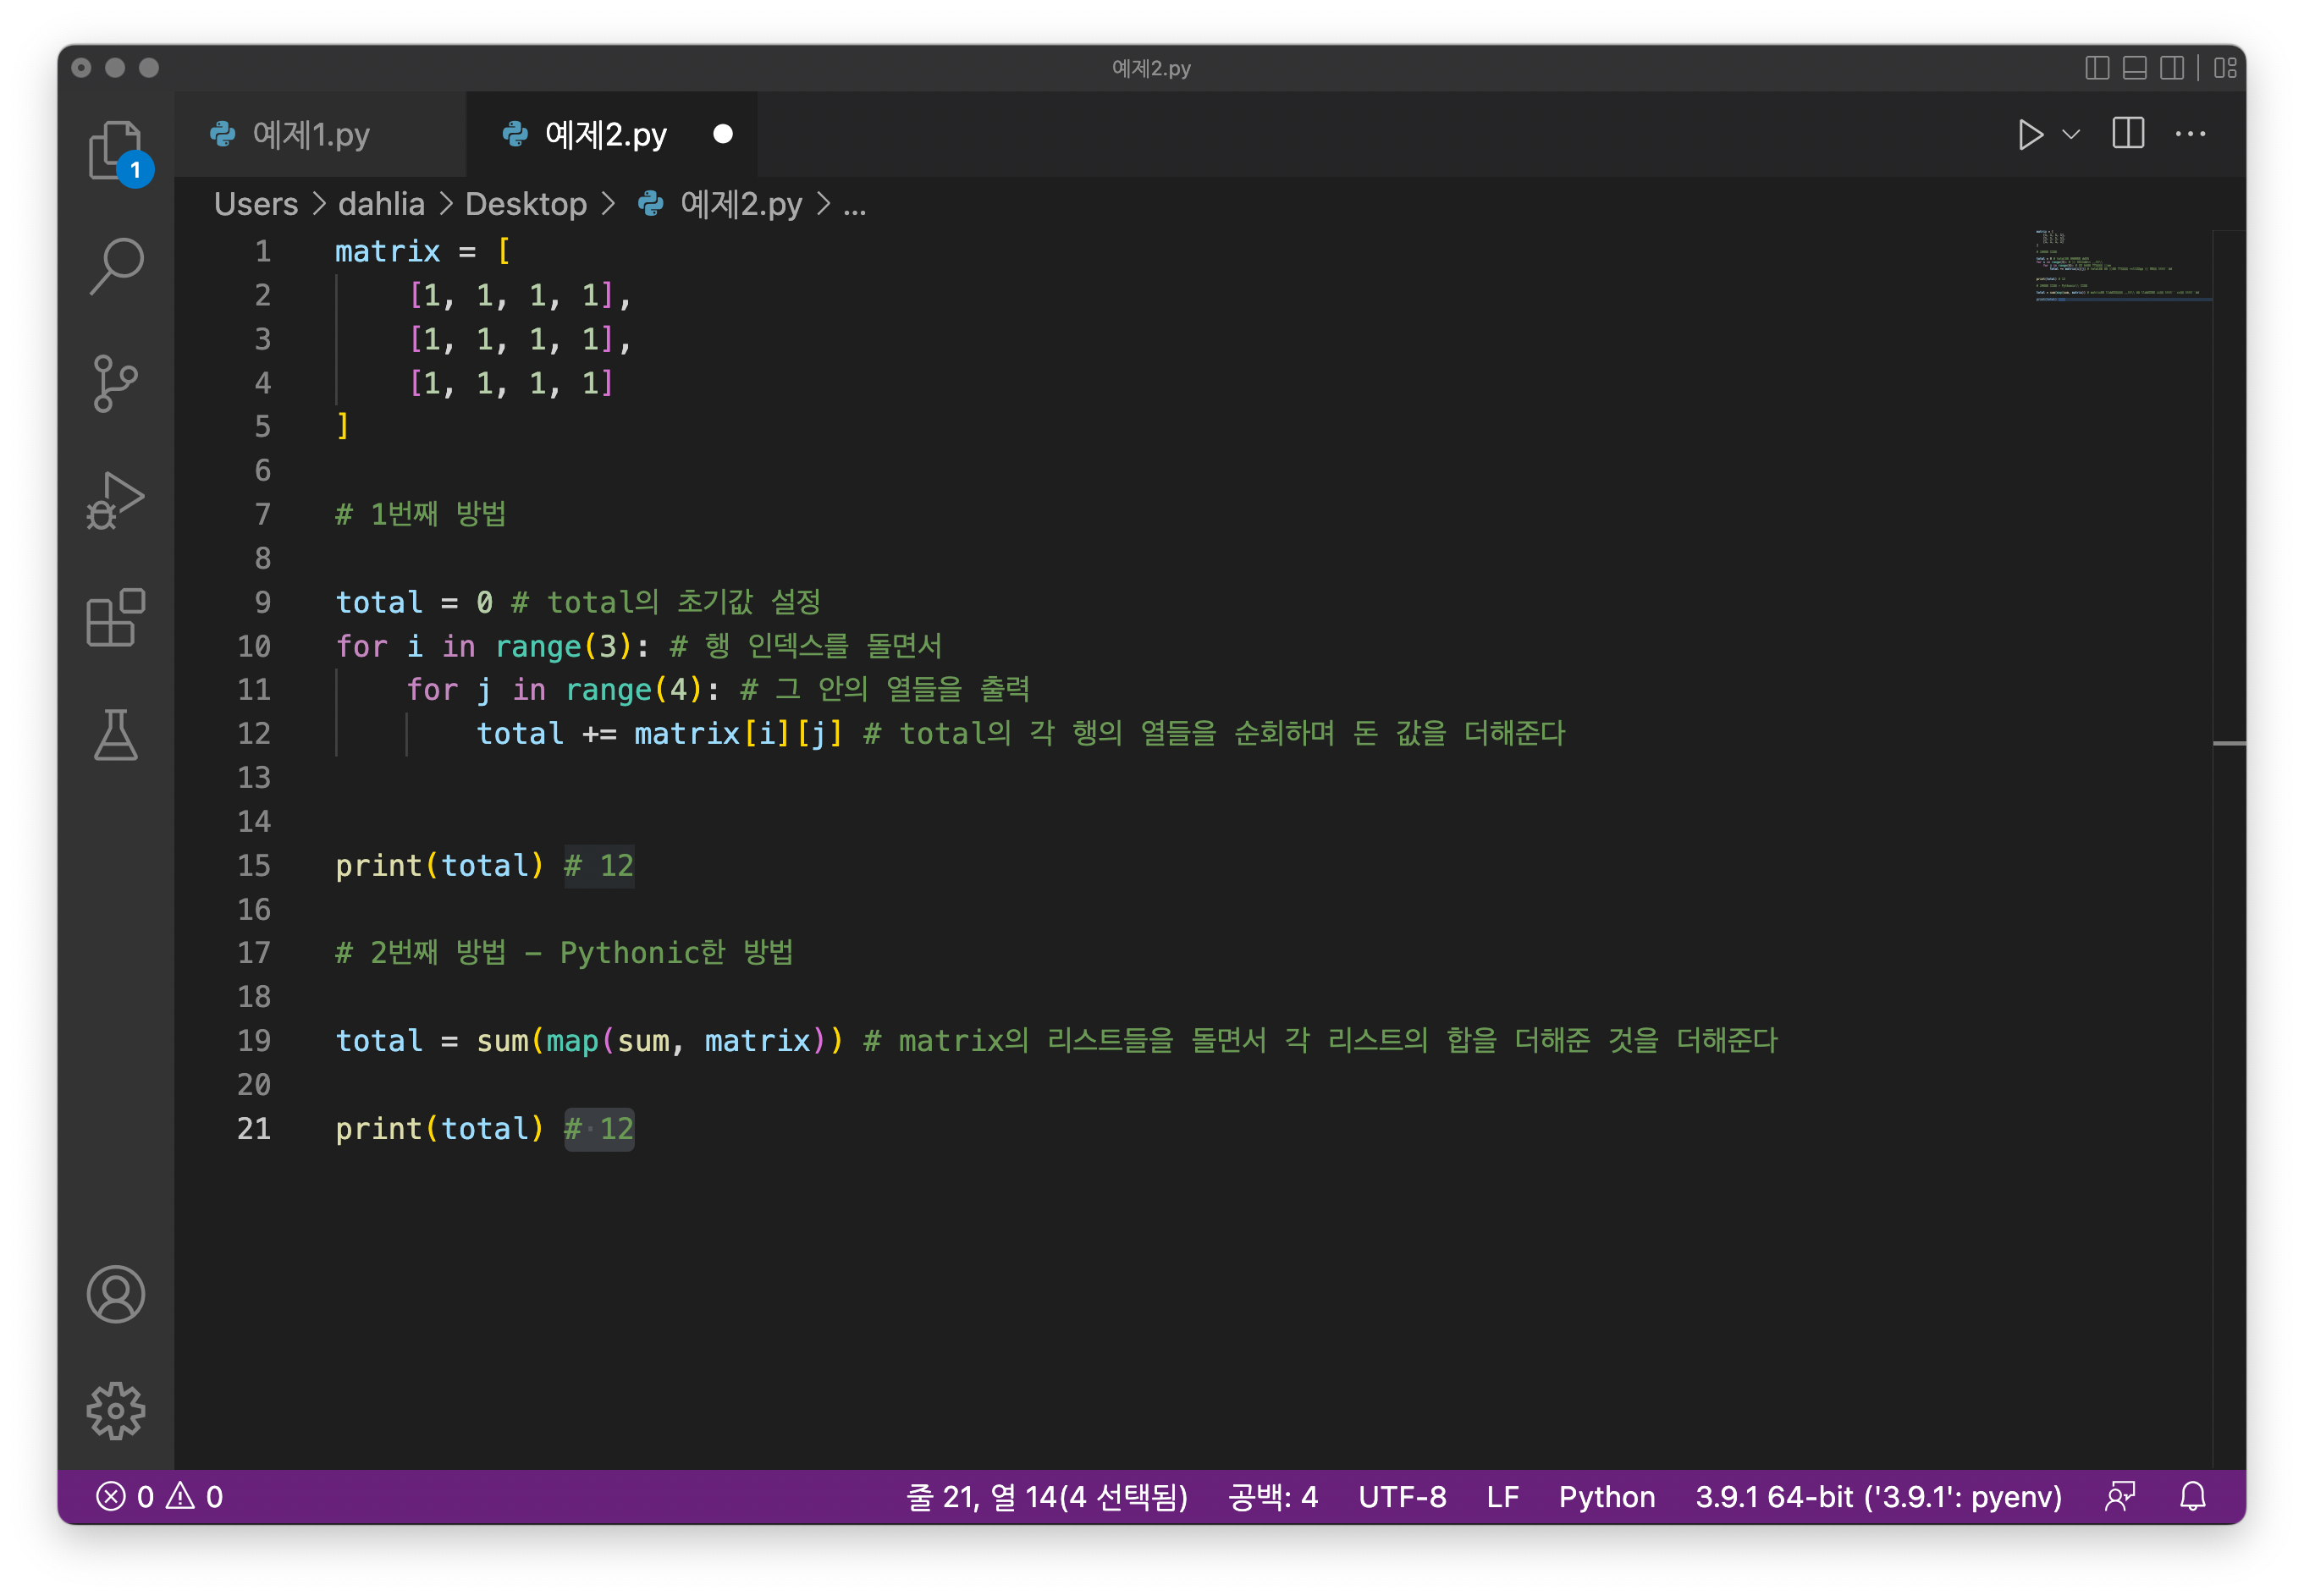 예제2.py
예제1.py
예제2.py
1
Users > dahlia > Desktop > 예제2.py > ...
1 matrix = [
2     [1, 1, 1, 1],
3     [1, 1, 1, 1],
4     [1, 1, 1, 1]
5 ]
6
7 # 1번째 방법
8
9 total = 0 # total의 초기값 설정
10 for i in range(3): # 행 인덱스를 돌면서
11     for j in range(4): # 그 안의 열들을 출력
12         total += matrix[i][j] # total의 각 행의 열들을 순회하며 돈 값을 더해준다
13
14
15 print(total) # 12
16
17 # 2번째 방법 - Pythonic한 방법
18
19 total = sum(map(sum, matrix)) # matrix의 리스트들을 돌면서 각 리스트의 합을 더해준 것을 더해준다
20
21 print(total) #·12
0 0 줄 21, 열 14(4 선택됨) 공백: 4 UTF-8 LF Python 3.9.1 64-bit ('3.9.1': pyenv)